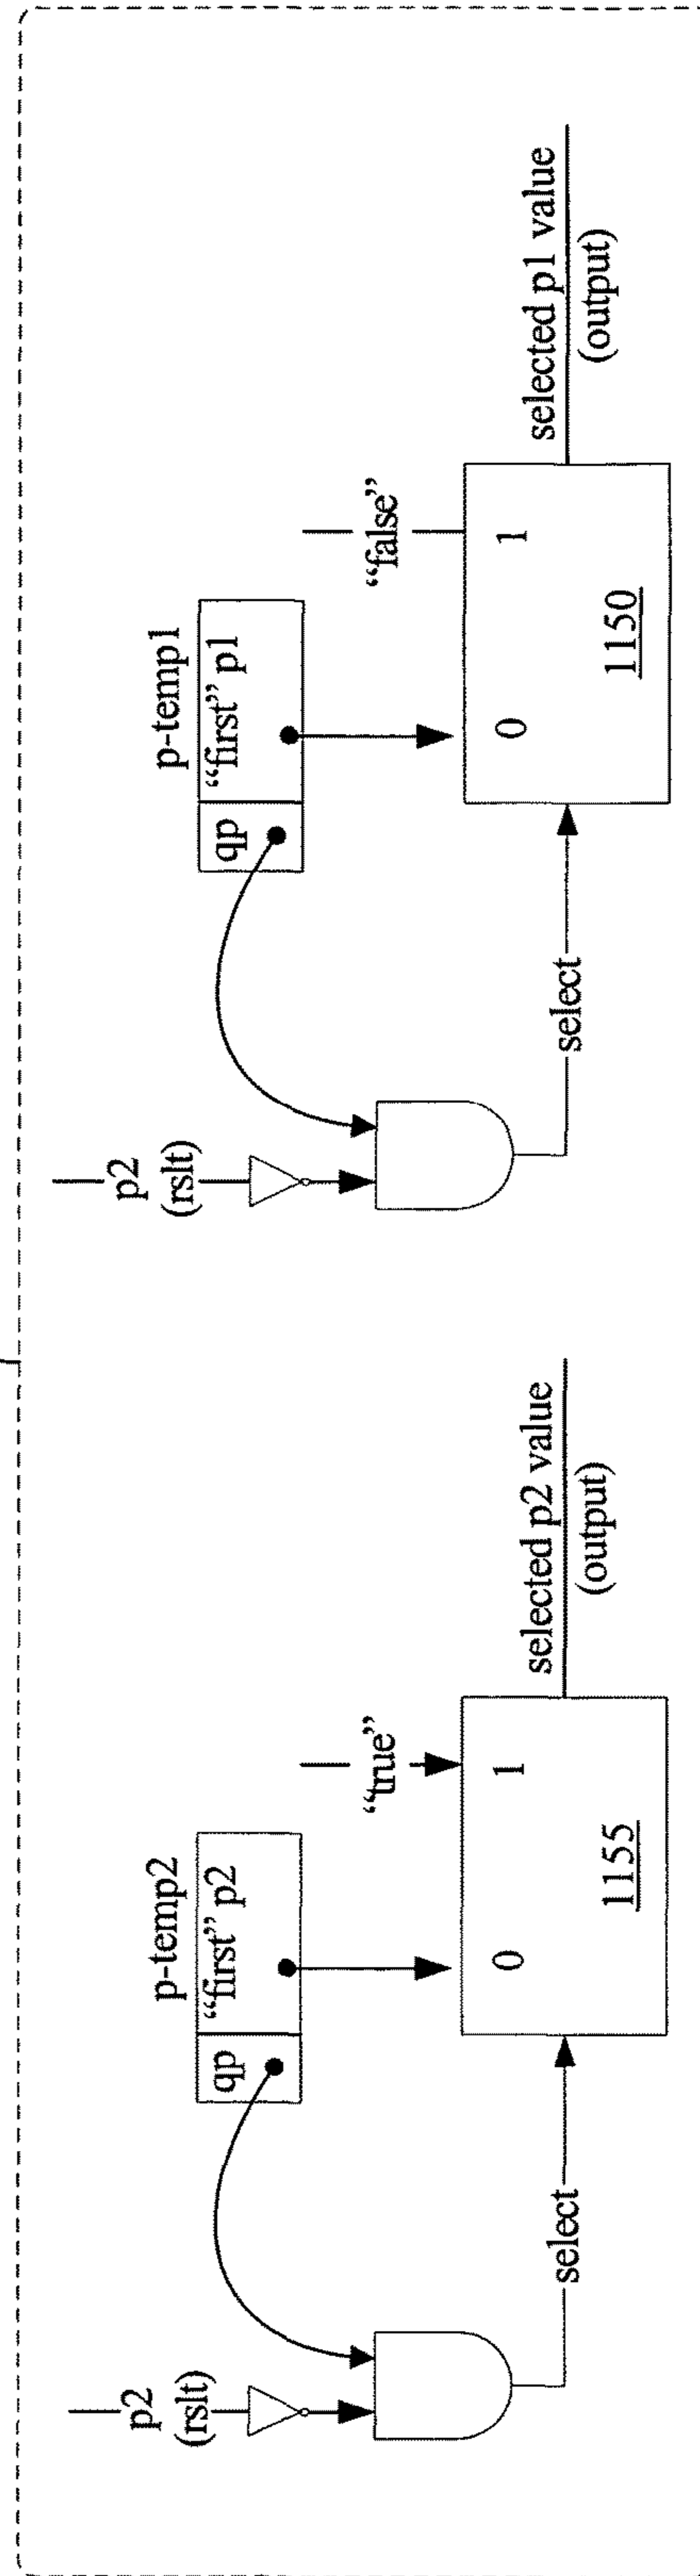 p2
(rslt)
qp
"first" p2
p-temp2
"true"
select
0
1
1155
selected p2 value
(output)
p2
(rslt)
qp
"first" p1
p-temp1
"false"
select
0
1
1150
selected p1 value
(output)